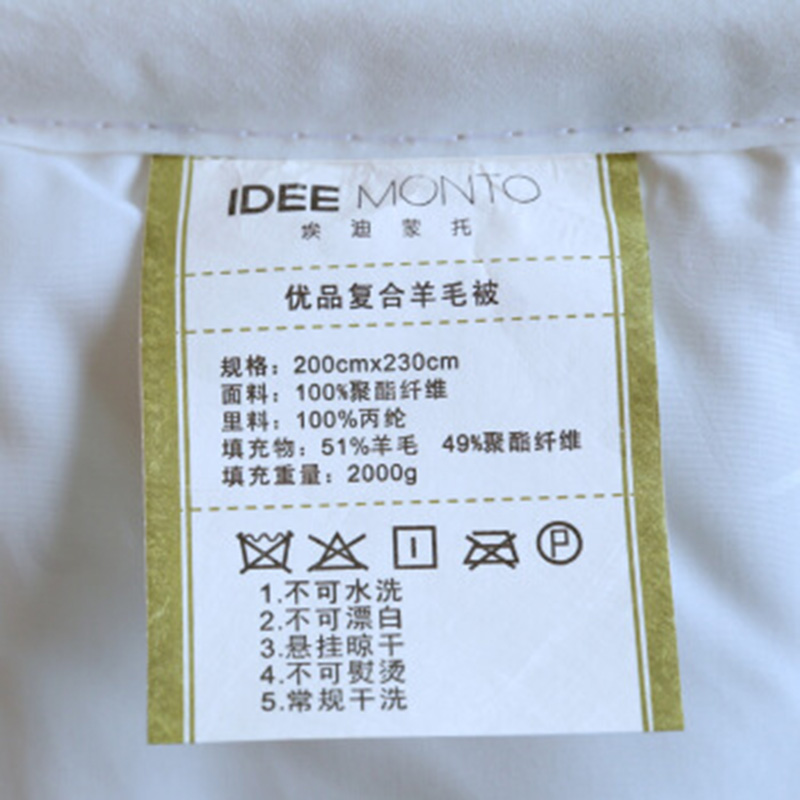 IDEE MONTO
埃迪蒙托
优品复合羊毛被
规格：200cmx230cm
面料：100%聚酯纤维
里料：100%丙纶
填充物：51%羊毛 49%聚酯纤维
填充重量：2000g
P
1.不可水洗
2.不可漂白
3.悬挂晾干
4.不可熨烫
5.常规干洗